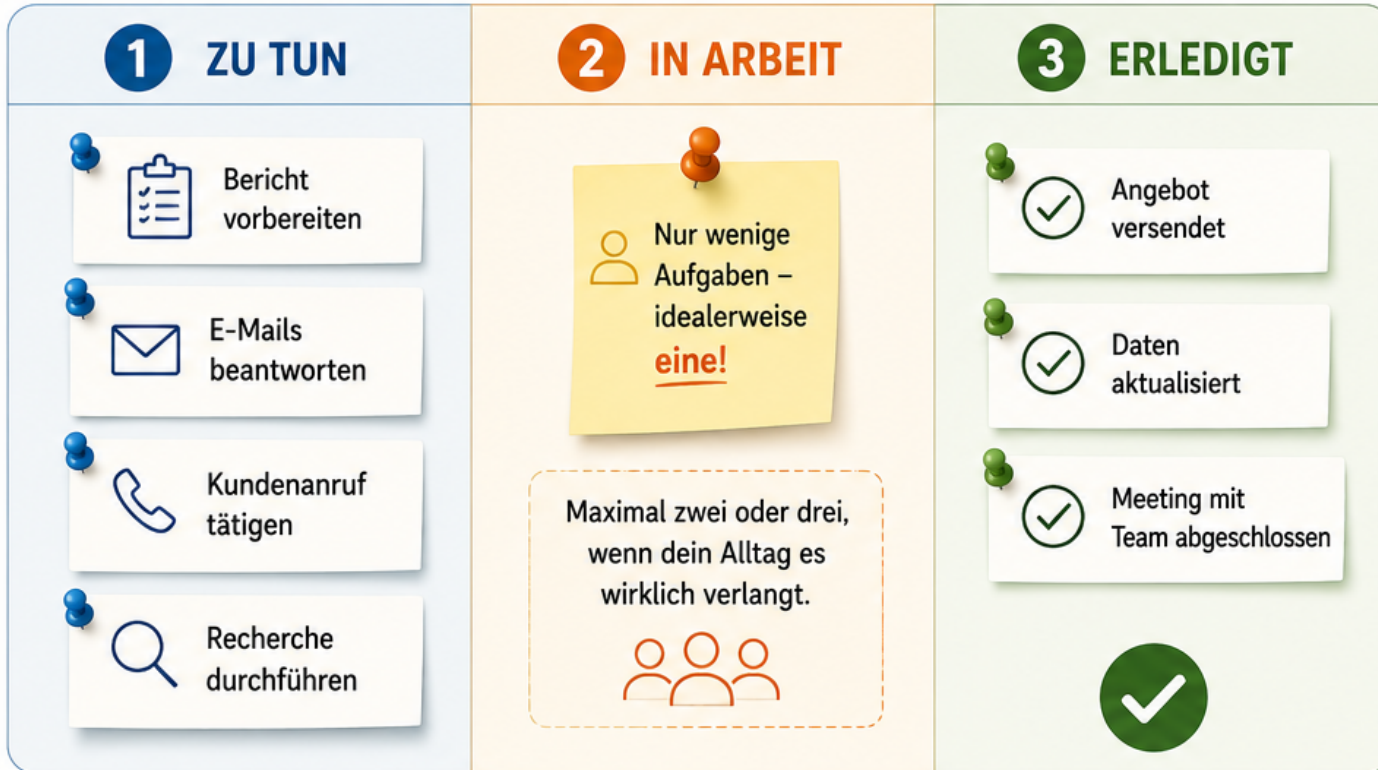 1 ZU TUN
Bericht
vorbereiten
E-Mails
beantworten
Kundenanruf
tätigen
Recherche
durchführen
2 IN ARBEIT
Nur wenige
Aufgaben –
idealerweise
eine!
Maximal zwei oder drei,
wenn dein Alltag es
wirklich verlangt.
3 ERLEDIGT
Angebot
versendet
Daten
aktualisiert
Meeting mit
Team abgeschlossen